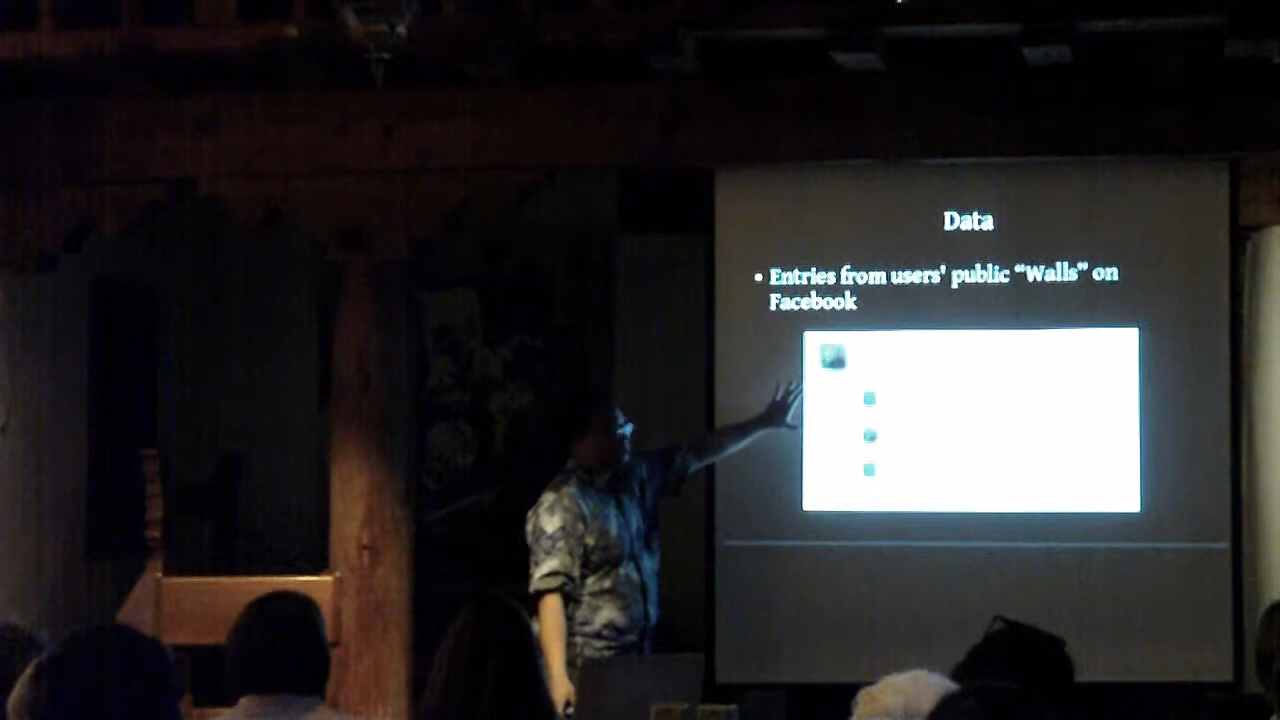 Data
• Entries from users' public “Walls” on
Facebook